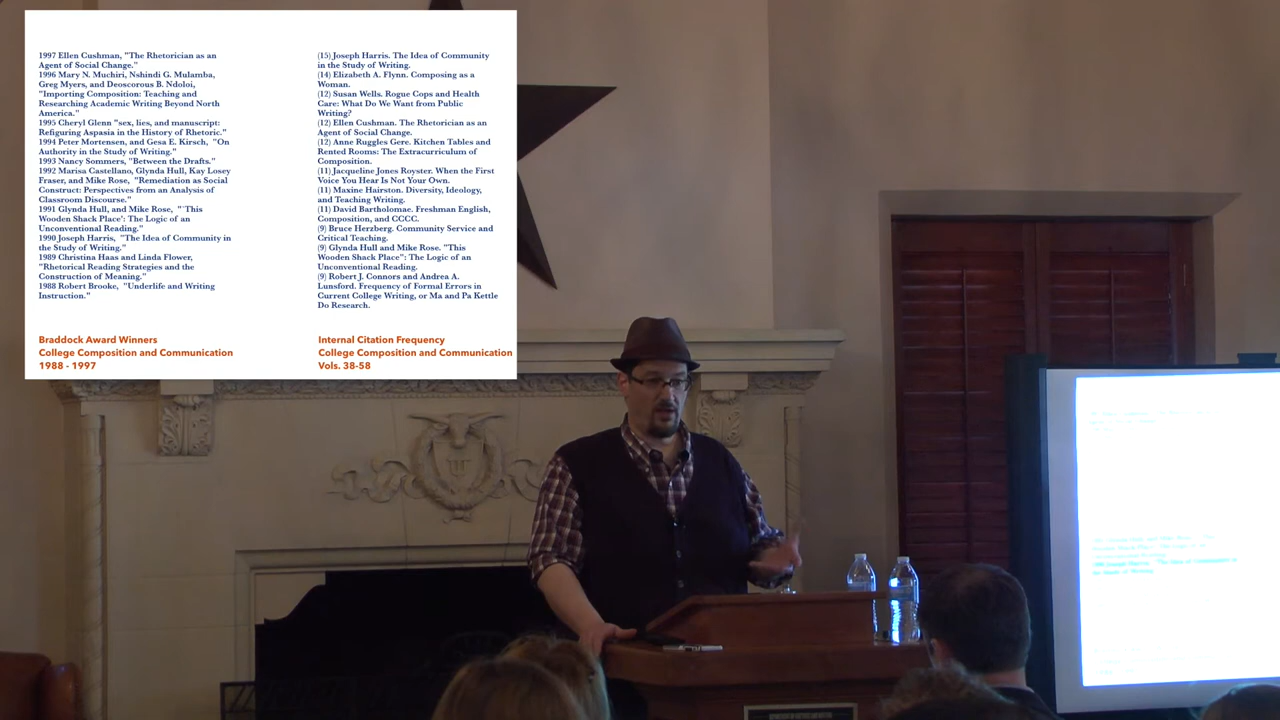 1997 Ellen Cushman, "The Rhetorician as an
Agent of Social Change."
1996 Mary N. Muchiri, Nshindi G. Mulamba,
Greg Myers, and Deoscorous B. Ndoloi,
"Importing Composition: Teaching and
Researching Academic Writing Beyond North
America."
1995 Cheryl Glenn "sex, lies, and manuscript:
Refiguring Aspasia in the History of Rhetoric."
1994 Peter Mortensen, and Gesa E. Kirsch, "On
Authority in the Study of Writing."
1993 Nancy Sommers, "Between the Drafts."
1992 Marisa Castellano, Glynda Hull, Kay Losey
Fraser, and Mike Rose, "Remediation as Social
Construct: Perspectives from an Analysis of
Classroom Discourse."
1991 Glynda Hull, and Mike Rose, "`This
Wooden Shack Place': The Logic of an
Unconventional Reading."
1990 Joseph Harris, "The Idea of Community in
the Study of Writing."
1989 Christina Haas and Linda Flower,
"Rhetorical Reading Strategies and the
Construction of Meaning."
1988 Robert Brooke, "Underlife and Writing
Instruction."
Braddock Award Winners
College Composition and Communication
1988 - 1997
(15) Joseph Harris. The Idea of Community
in the Study of Writing.
(14) Elizabeth A. Flynn. Composing as a
Woman.
(12) Susan Wells. Rogue Cops and Health
Care: What Do We Want from Public
Writing?
(12) Ellen Cushman. The Rhetorician as an
Agent of Social Change.
(12) Anne Ruggles Gere. Kitchen Tables and
Rented Rooms: The Extracurriculum of
Composition.
(11) Jacqueline Jones Royster. When the First
Voice You Hear Is Not Your Own.
(11) Maxine Hairston. Diversity, Ideology,
and Teaching Writing.
(11) David Bartholomae. Freshman English,
Composition, and CCCC.
(9) Bruce Herzberg. Community Service and
Critical Teaching.
(9) Glynda Hull and Mike Rose. "This
Wooden Shack Place": The Logic of an
Unconventional Reading.
(9) Robert J. Connors and Andrea A.
Lunsford. Frequency of Formal Errors in
Current College Writing, or Ma and Pa Kettle
Do Research.
Internal Citation Frequency
College Composition and Communication
Vols. 38-58